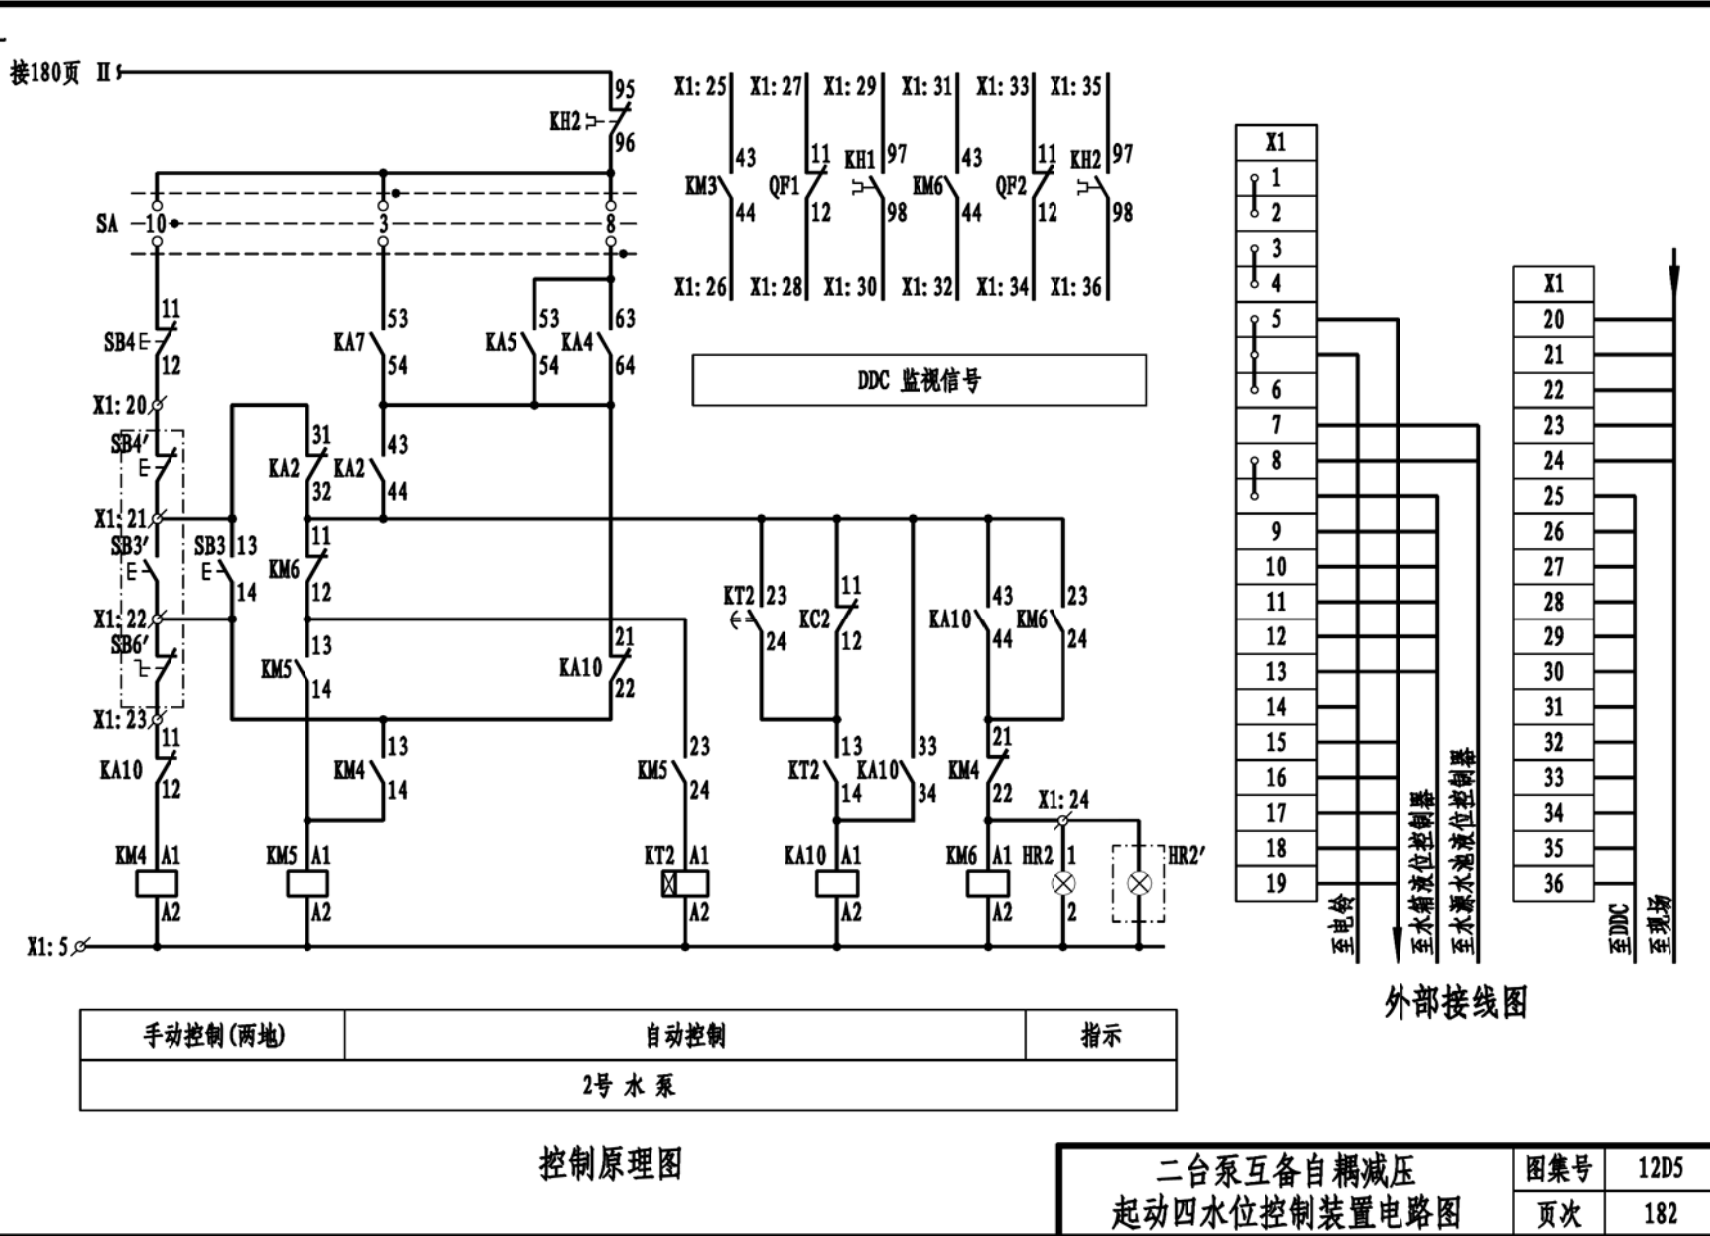 接180页 II
95
KH2
96
SA
10
3
8
11
SB4
12
53
KA7
54
53
KA5
54
63
KA4
64
X1:20
SB4′
31
KA2
32
43
KA2
44
X1:21
SB3′
SB3
13
14
11
KM6
12
X1:22
SB6′
13
KM5
14
21
KA10
22
X1:23
11
KA10
12
13
KM4
14
23
KM5
24
KT2
23
24
11
KC2
12
13
KT2
14
KA10
33
34
43
KA10
44
23
KM6
24
21
KM4
22
X1:24
KM4 A1
A2
KM5 A1
A2
KT2 A1
A2
KA10 A1
A2
KM6 A1
A2
HR2 1
2
HR2′
X1:5
X1:25 X1:27 X1:29 X1:31 X1:33 X1:35
43
KM3
44
11
QF1
12
KH1
97
98
43
KM6
44
11
QF2
12
KH2
97
98
X1:26 X1:28 X1:30 X1:32 X1:34 X1:36
DDC 监视信号
手动控制(两地) 自动控制 指示
2号水泵
控制原理图
X1
1
2
3
4
5
6
7
8
9
10
11
12
13
14
15
16
17
18
19
至电铃
至水箱液位控制器
至水源水池液位控制器
X1
20
21
22
23
24
25
26
27
28
29
30
31
32
33
34
35
36
至DDC
至现场
外部接线图
二台泵互备自耦减压
起动四水位控制装置电路图
图集号 12D5
页次 182